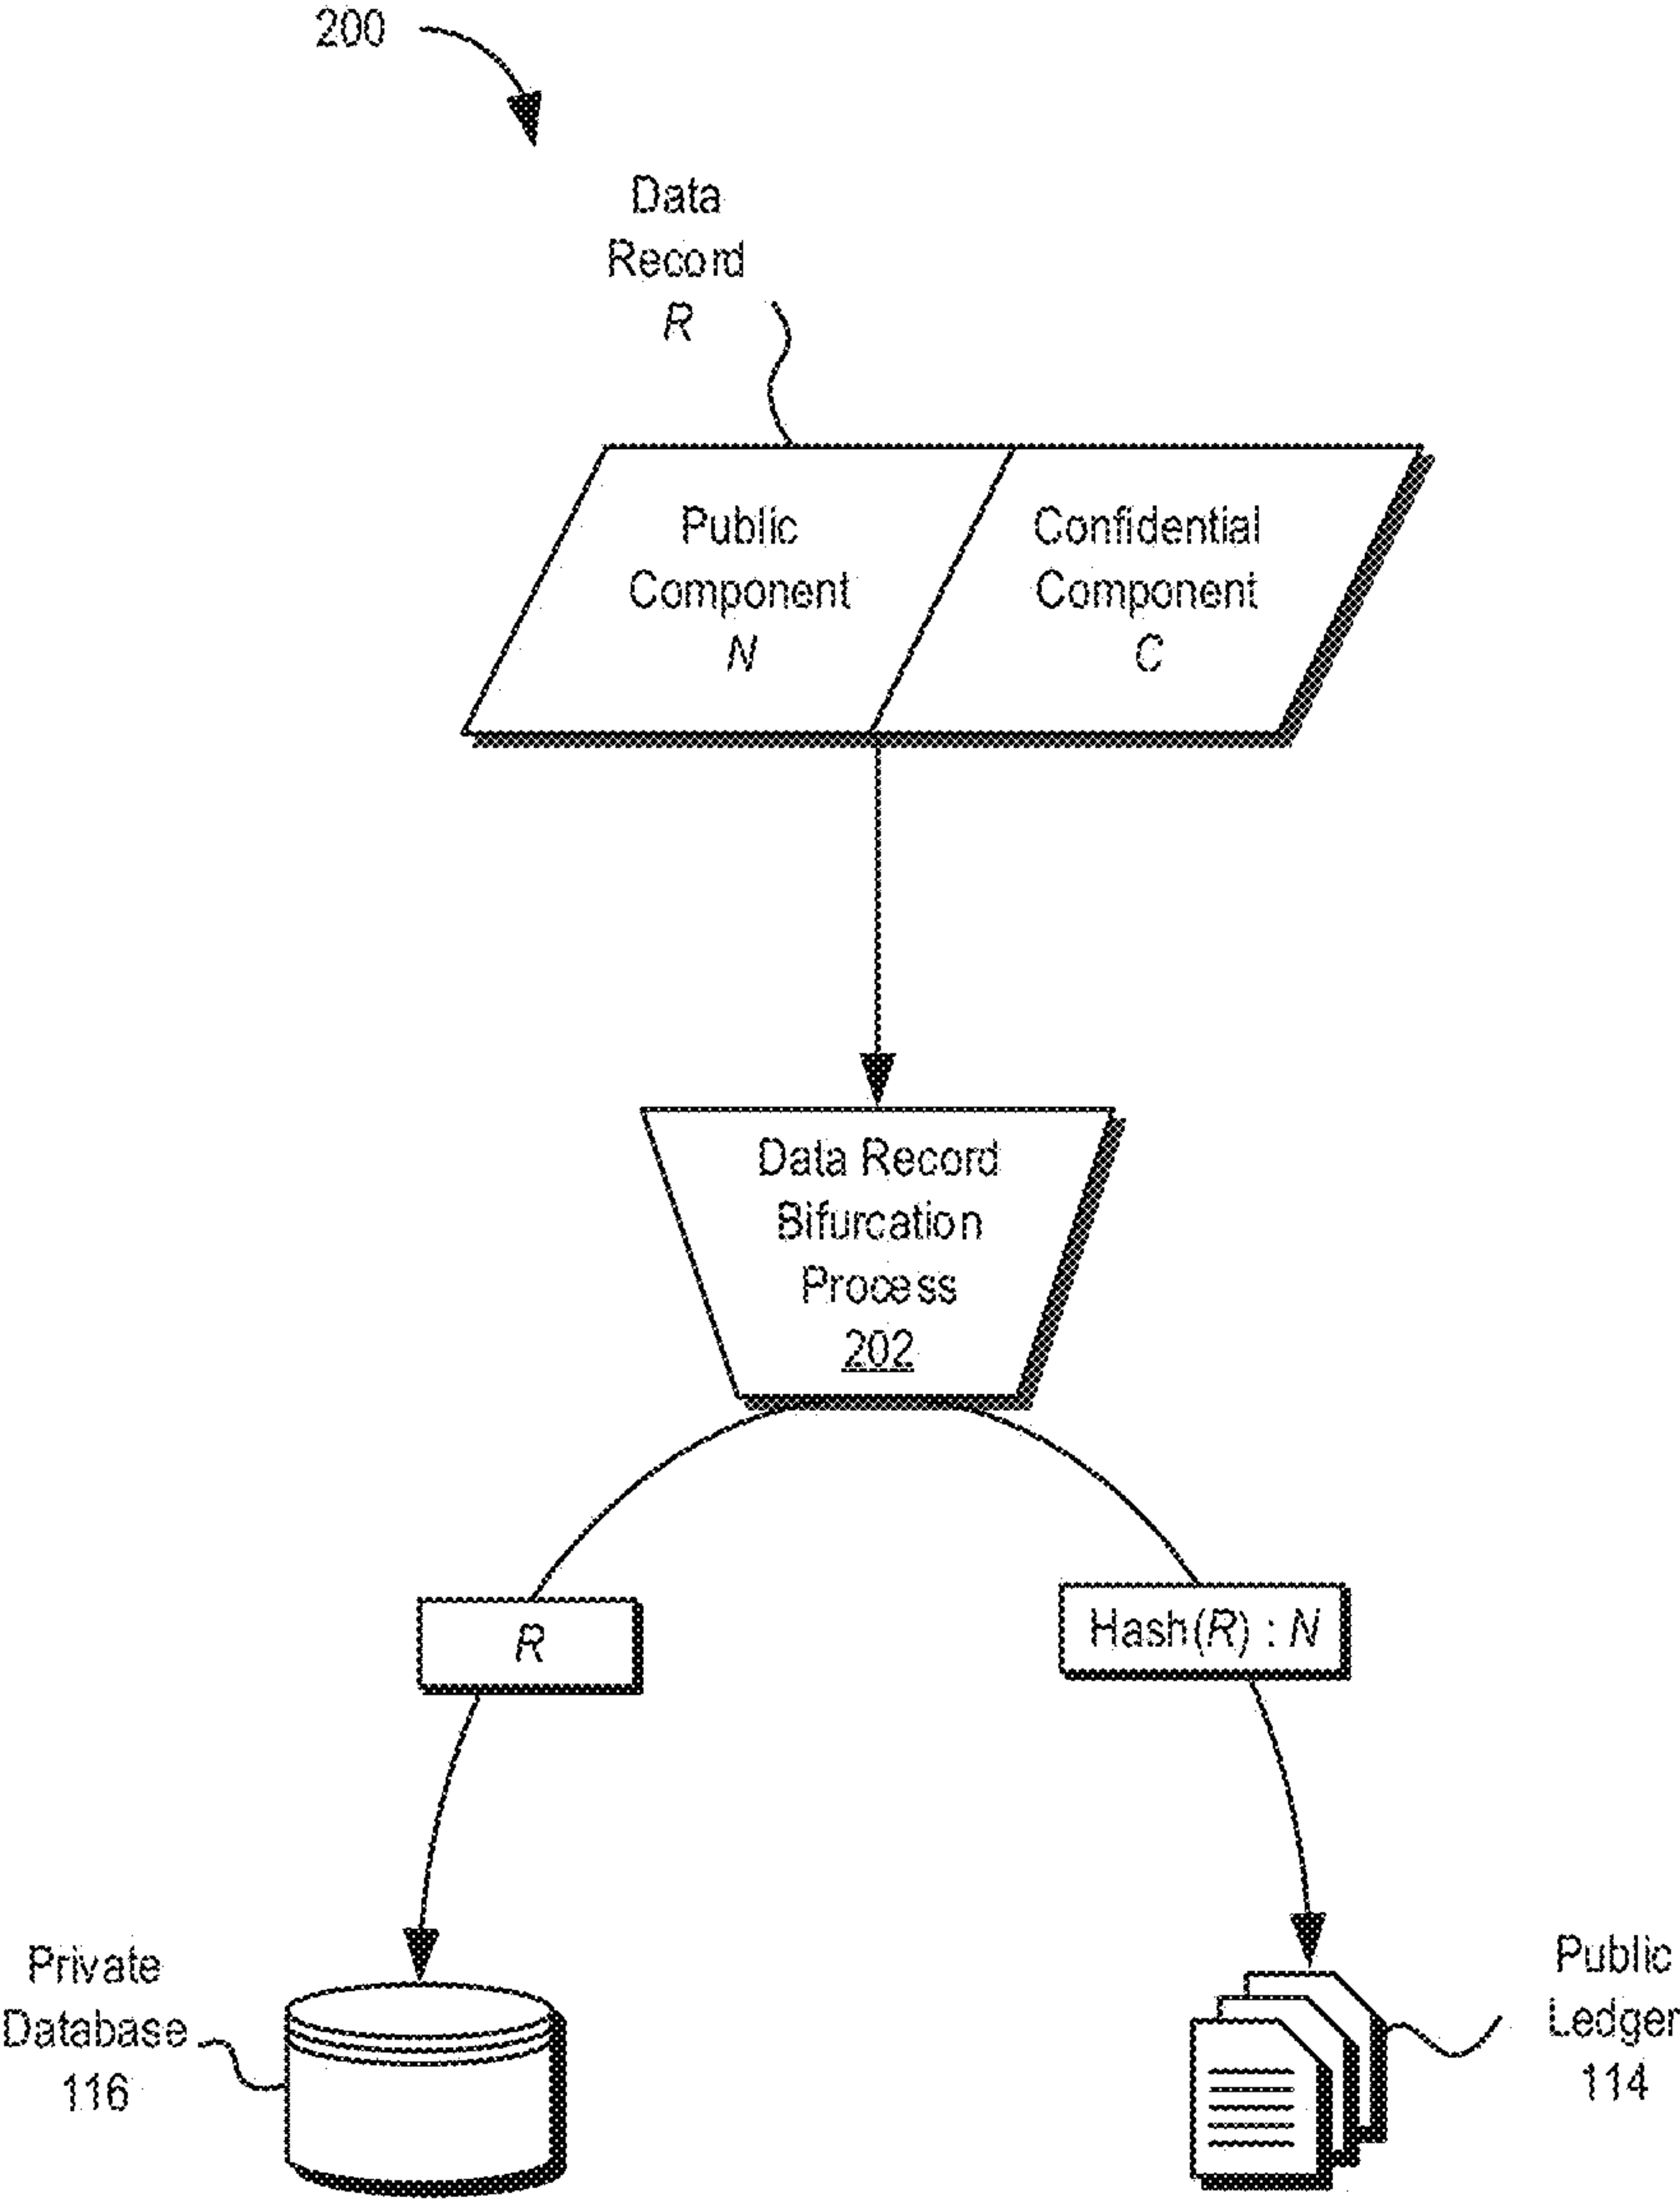 200
Data
Record
R
Public
Component
N
Confidential
Component
C
Data Record
Bifurcation
Process
202
R
Hash(R) : N
Private
Database
116
Public
Ledger
114